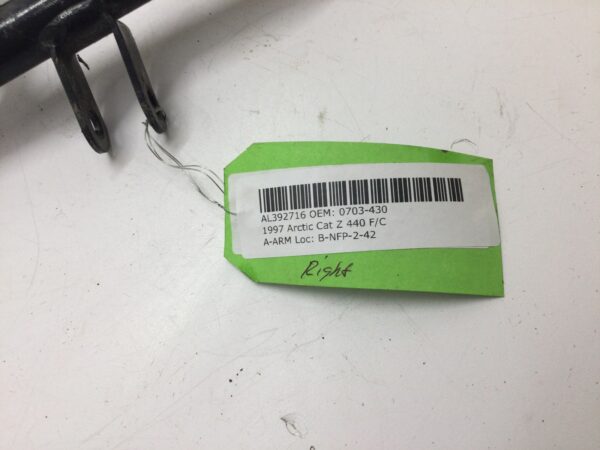 AL392716 OEM: 0703-430
1997 Arctic Cat Z 440 F/C
A-ARM Loc: B-NFP-2-42
Right